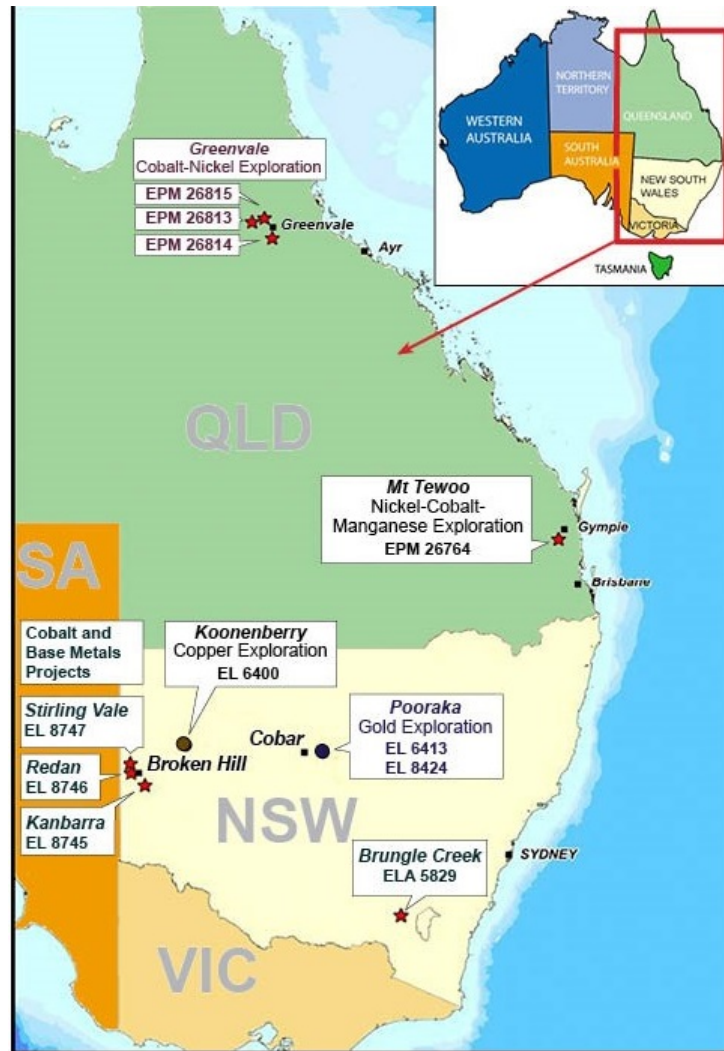 Greenvale
Cobalt-Nickel Exploration
EPM 26815
EPM 26813
EPM 26814
Greenvale
Ayr
WESTERN
AUSTRALIA
NORTHERN
TERRITORY
QUEENSLAND
SOUTH
AUSTRALIA
NEW SOUTH
WALES
VICTORIA
TASMANIA
QLD
Mt Tewoo
Nickel-Cobalt-
Manganese Exploration
EPM 26764
Gympie
Brisbane
SA
Cobalt and
Base Metals
Projects
Koonenberry
Copper Exploration
EL 6400
Stirling Vale
EL 8747
Redan
EL 8746
Kanbarra
EL 8745
Broken Hill
Cobar
Pooraka
Gold Exploration
EL 6413
EL 8424
NSW
Brungle Creek
ELA 5829
SYDNEY
VIC